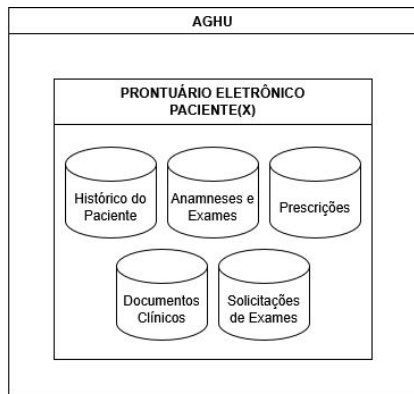 AGHU
PRONTUÁRIO ELETRÔNICO
PACIENTE(X)
Histórico do
Paciente
Anamneses e
Exames
Prescrições
Documentos
Clínicos
Solicitações
de Exames